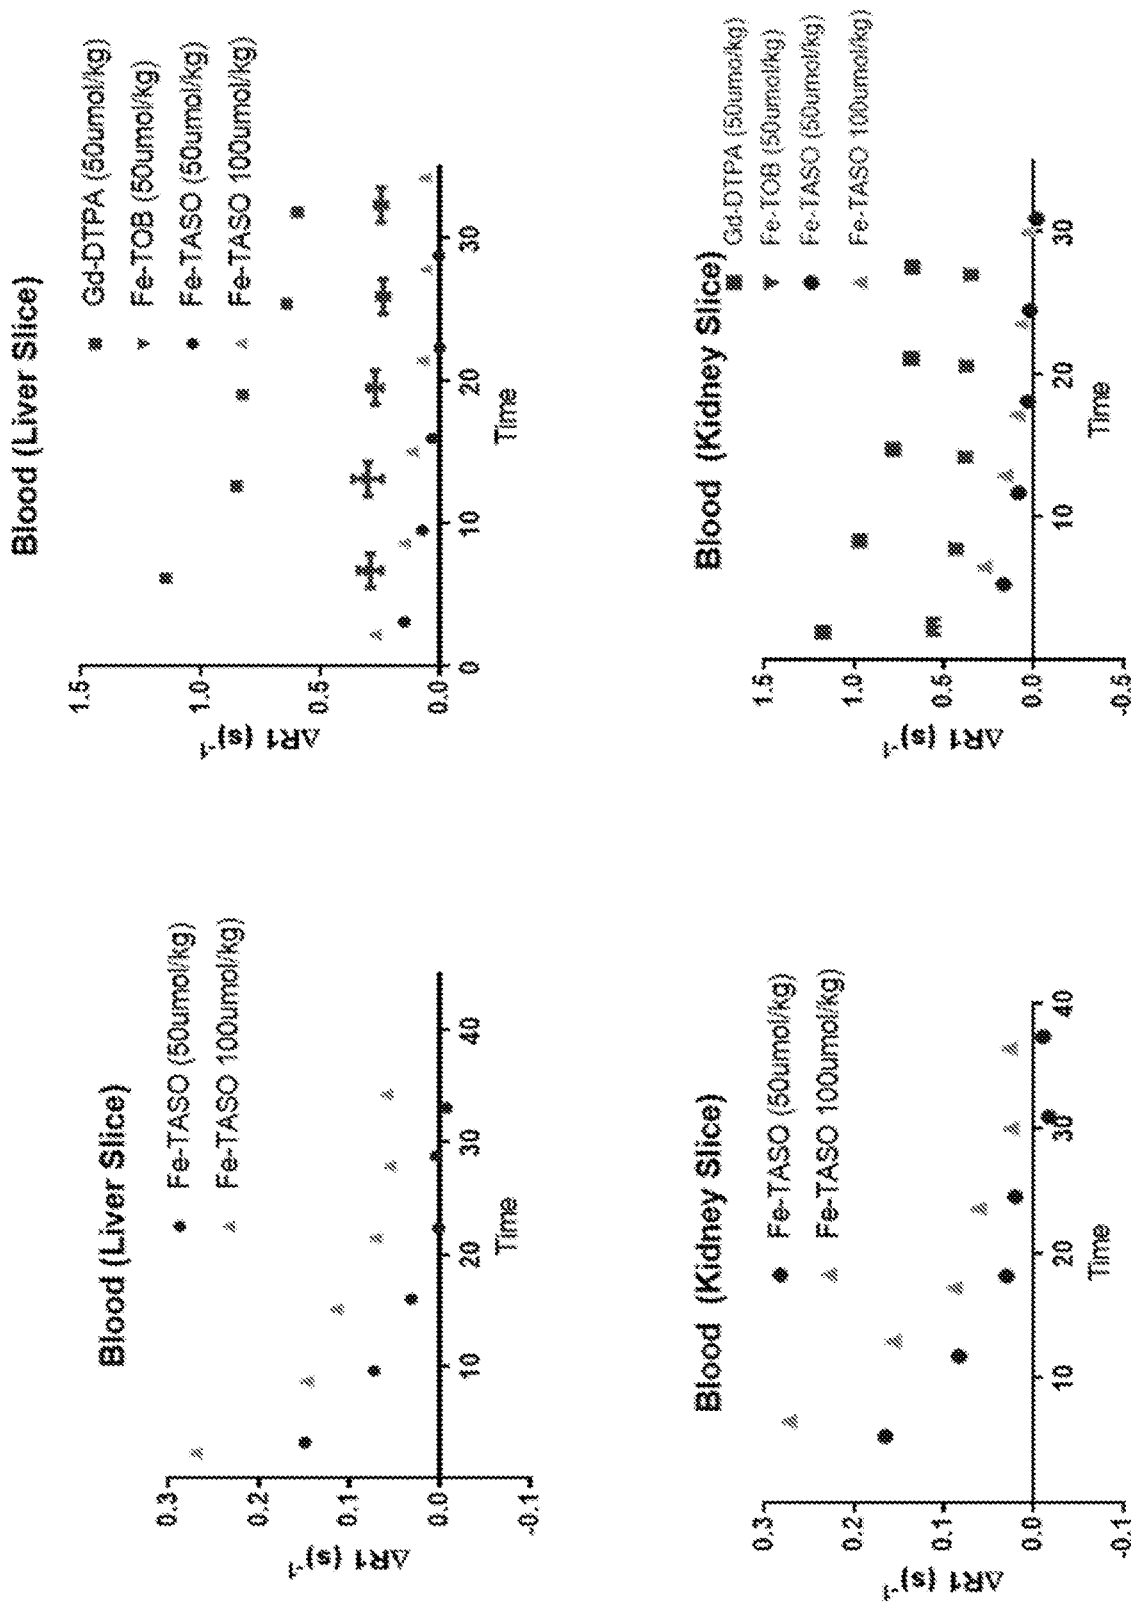 Blood (Liver Slice)
Fe-TASO (50umol/kg)
Fe-TASO 100umol/kg)
ΔR1 (s)-1
0.3
0.2
0.1
0.0
-0.1
10
20
30
40
Time
Blood (Liver Slice)
Gd-DTPA (50umol/kg)
Fe-TOB (50umol/kg)
Fe-TASO (50umol/kg)
Fe-TASO 100umol/kg)
ΔR1 (s)-1
1.5
1.0
0.5
0.0
0
10
20
30
Time
Blood (Kidney Slice)
Fe-TASO (50umol/kg)
Fe-TASO 100umol/kg)
ΔR1 (s)-1
0.3
0.2
0.1
0.0
-0.1
10
20
30
40
Time
Blood (Kidney Slice)
Gd-DTPA (50umo/kg)
Fe-TOB (50umol/kg)
Fe-TASO (50umol/kg)
Fe-TASO 100umol/kg)
ΔR1 (s)-1
1.5
1.0
0.5
0.0
-0.5
10
20
30
Time